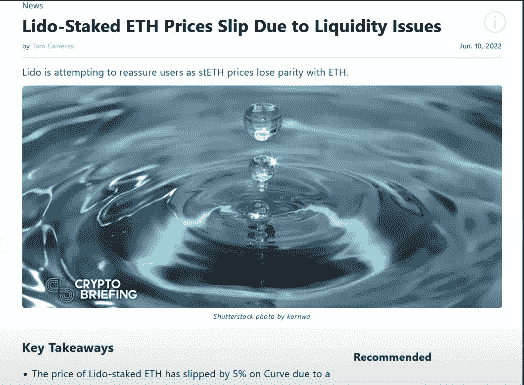 News
Lido-Staked ETH Prices Slip Due to Liquidity Issues
by Tom Carreras
Jun. 10, 2022
Lido is attempting to reassure users as stETH prices lose parity with ETH.
CRYPTO
BRIEFING
Shutterstock photo by kornwa
Key Takeaways
Recommended
• The price of Lido-staked ETH has slipped by 5% on Curve due to a